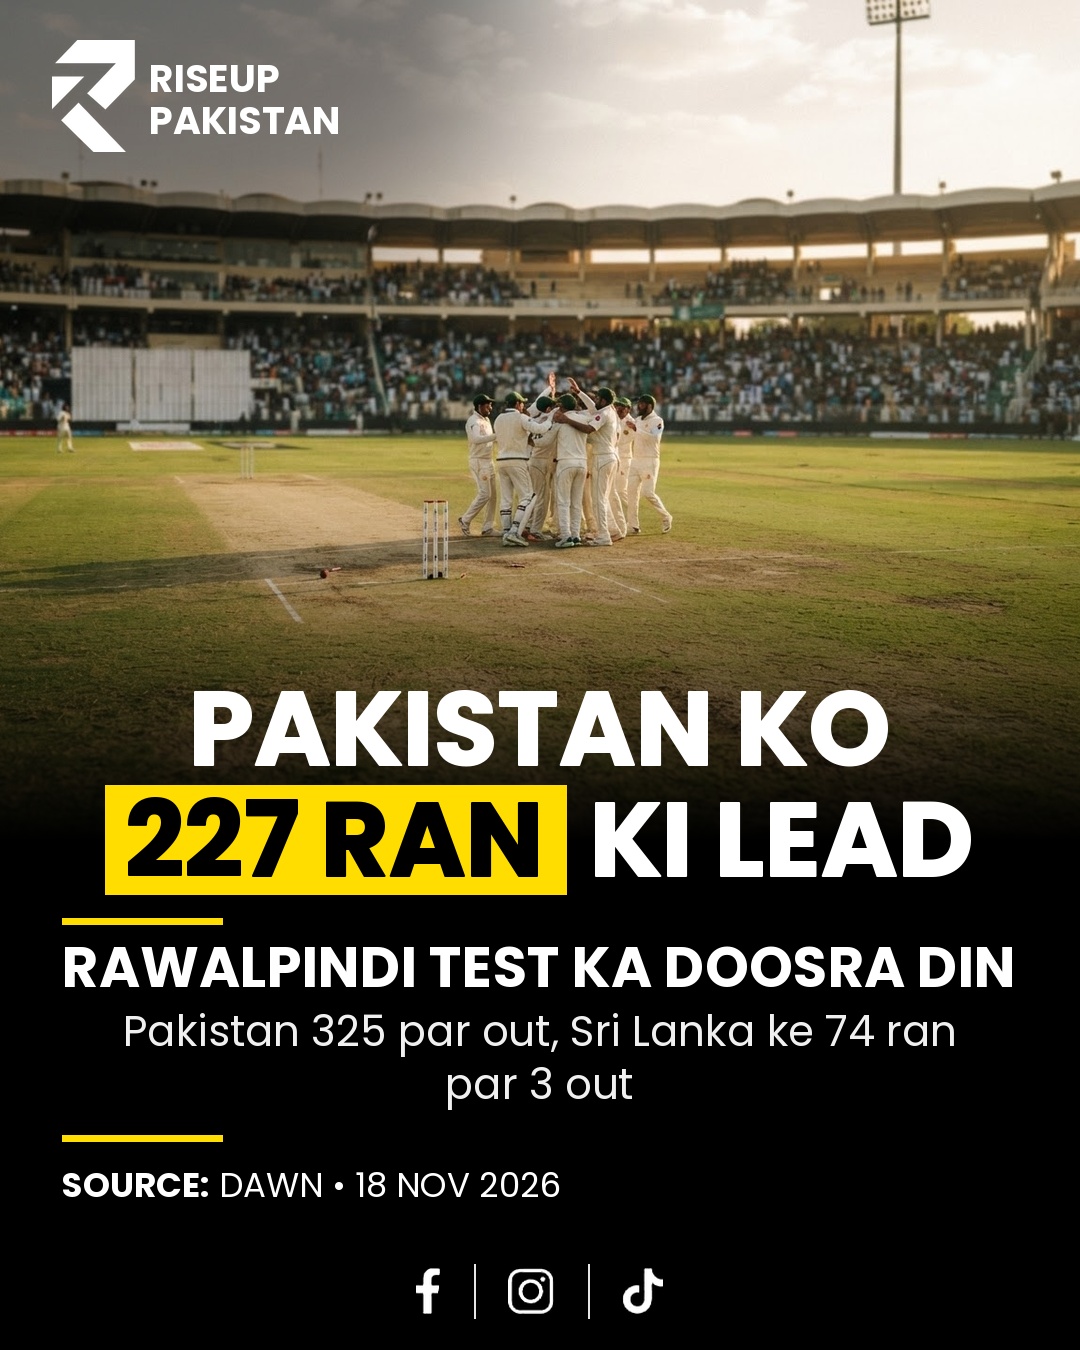 RISEUP
PAKISTAN
PAKISTAN KO
227 RAN KI LEAD
RAWALPINDI TEST KA DOOSRA DIN
Pakistan 325 par out, Sri Lanka ke 74 ran
par 3 out
SOURCE: DAWN • 18 NOV 2026